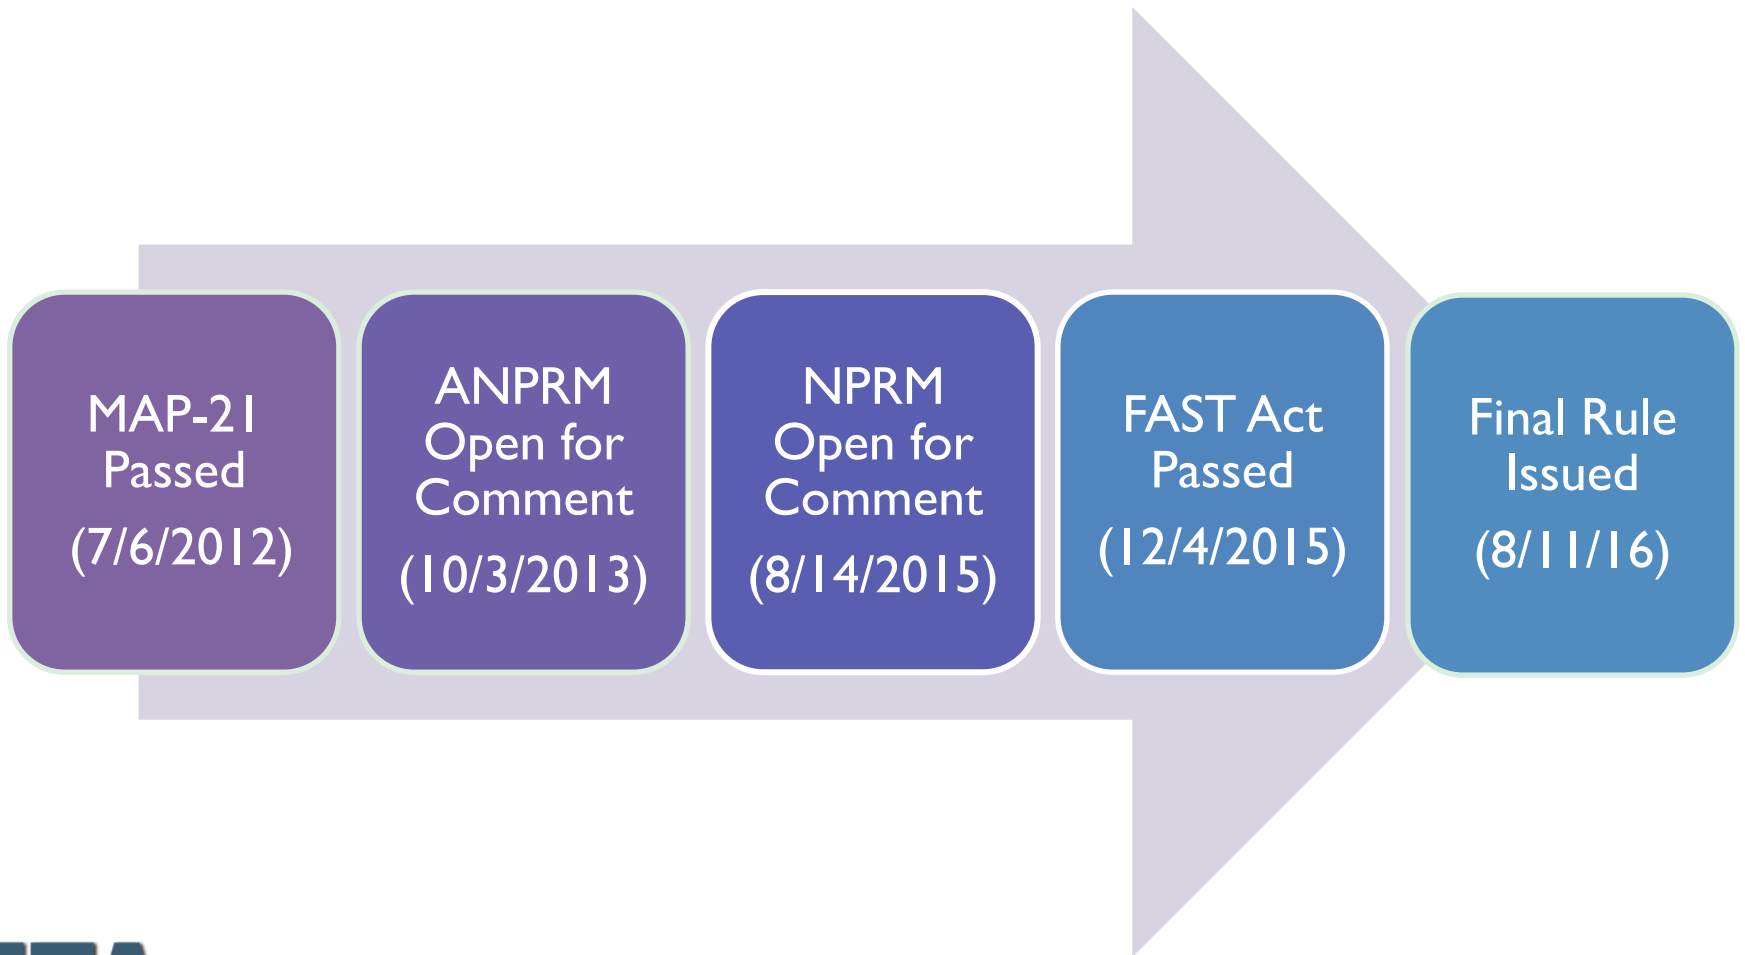 MAP-21
Passed
(7/6/2012)
ANPRM
Open for
Comment
(10/3/2013)
NPRM
Open for
Comment
(8/14/2015)
FAST Act
Passed
(12/4/2015)
Final Rule
Issued
(8/11/16)